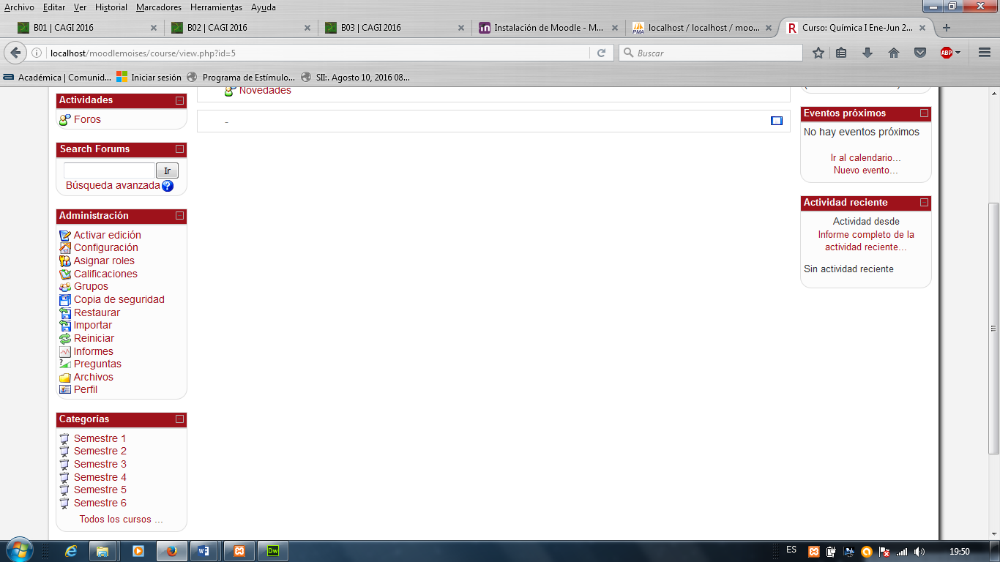 Archivo Editar Ver Historial Marcadores Herramientas Ayuda
B01 | CAGI 2016
B02 | CAGI 2016
B03 | CAGI 2016
Instalación de Moodle - M...
localhost / localhost / moo...
Curso: Química I Ene-Jun 2...
localhost/moodlemoises/course/view.php?id=5
Buscar
ABP
Académica | Comunid...
Iniciar sesión
Programa de Estímulo...
SII:. Agosto 10, 2016 08...
Actividades
Foros
Search Forums
Ir
Búsqueda avanzada
Administración
Activar edición
Configuración
Asignar roles
Calificaciones
Grupos
Copia de seguridad
Restaurar
Importar
Reiniciar
Informes
Preguntas
Archivos
Perfil
Categorías
Semestre 1
Semestre 2
Semestre 3
Semestre 4
Semestre 5
Semestre 6
Todos los cursos ...
Novedades
-
Eventos próximos
No hay eventos próximos
Ir al calendario...
Nuevo evento...
Actividad reciente
Actividad desde
Informe completo de la
actividad reciente...
Sin actividad reciente
ES
19:50